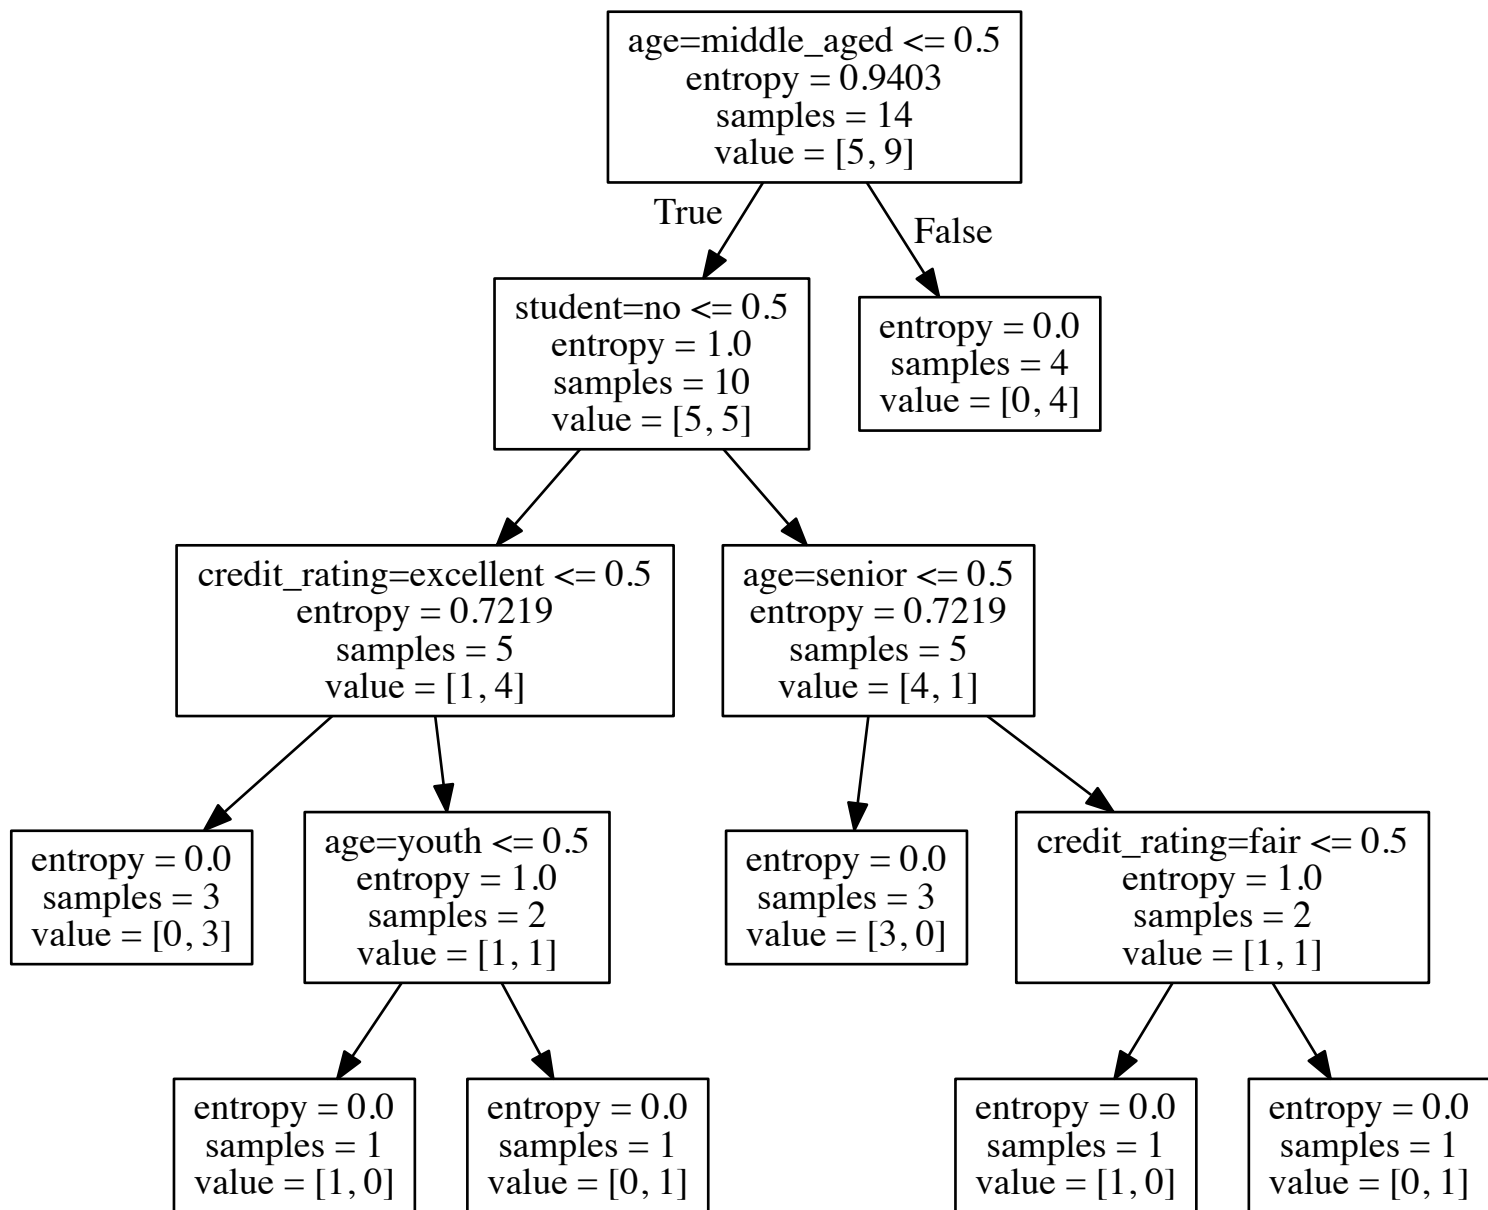 age=middle_aged <= 0.5
entropy = 0.9403
samples = 14
value = [5, 9]
True
False
student=no <= 0.5
entropy = 1.0
samples = 10
value = [5, 5]
entropy = 0.0
samples = 4
value = [0, 4]
credit_rating=excellent <= 0.5
entropy = 0.7219
samples = 5
value = [1, 4]
age=senior <= 0.5
entropy = 0.7219
samples = 5
value = [4, 1]
entropy = 0.0
samples = 3
value = [0, 3]
age=youth <= 0.5
entropy = 1.0
samples = 2
value = [1, 1]
entropy = 0.0
samples = 3
value = [3, 0]
credit_rating=fair <= 0.5
entropy = 1.0
samples = 2
value = [1, 1]
entropy = 0.0
samples = 1
value = [1, 0]
entropy = 0.0
samples = 1
value = [0, 1]
entropy = 0.0
samples = 1
value = [1, 0]
entropy = 0.0
samples = 1
value = [0, 1]